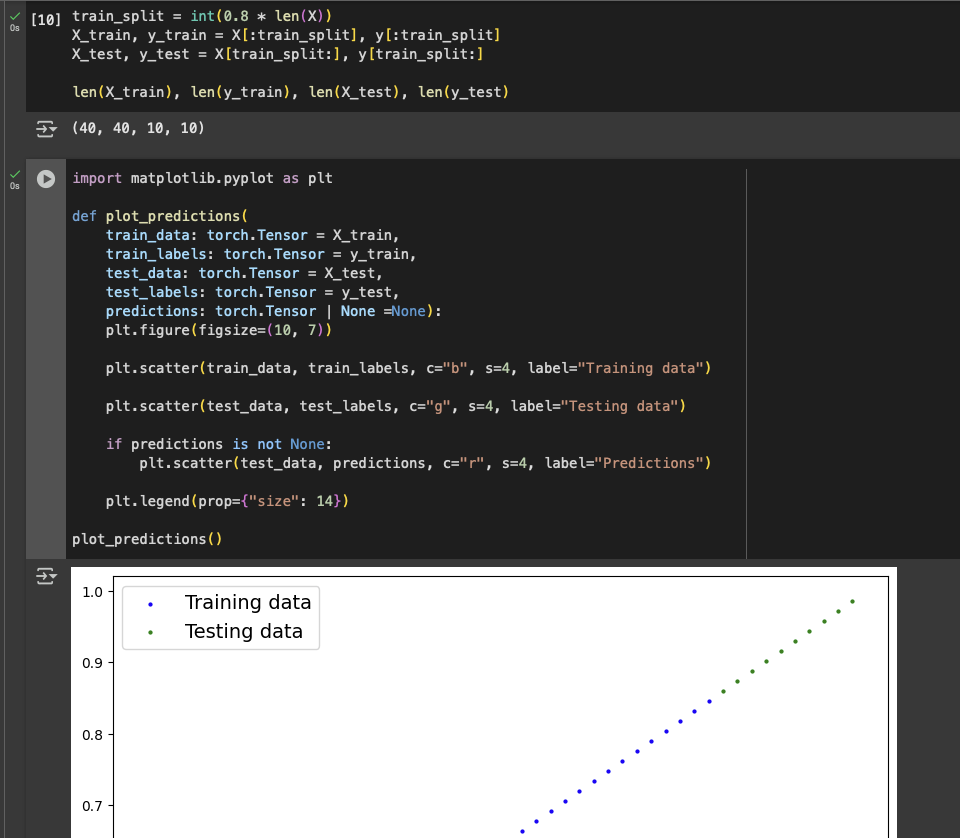 0s
[10]
train_split = int(0.8 * len(X))
X_train, y_train = X[:train_split], y[:train_split]
X_test, y_test = X[train_split:], y[train_split:]
len(X_train), len(y_train), len(X_test), len(y_test)
(40, 40, 10, 10)
0s
import matplotlib.pyplot as plt
def plot_predictions(
    train_data: torch.Tensor = X_train,
    train_labels: torch.Tensor = y_train,
    test_data: torch.Tensor = X_test,
    test_labels: torch.Tensor = y_test,
    predictions: torch.Tensor | None =None):
    plt.figure(figsize=(10, 7))
    plt.scatter(train_data, train_labels, c="b", s=4, label="Training data")
    plt.scatter(test_data, test_labels, c="g", s=4, label="Testing data")
    if predictions is not None:
        plt.scatter(test_data, predictions, c="r", s=4, label="Predictions")
    plt.legend(prop={"size": 14})
plot_predictions()
Training data
Testing data
1.0
0.9
0.8
0.7